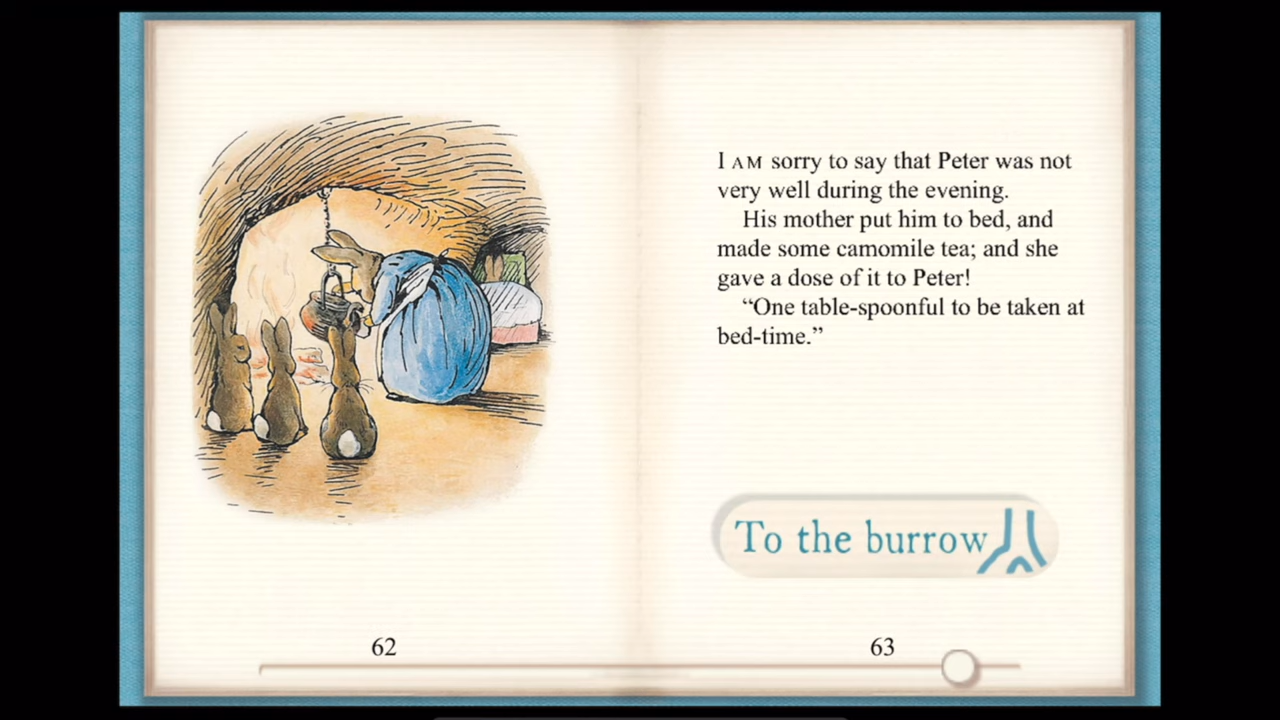 I AM sorry to say that Peter was not
very well during the evening.
His mother put him to bed, and
made some camomile tea; and she
gave a dose of it to Peter!
“One table-spoonful to be taken at
bed-time.”
To the burrow
62
63